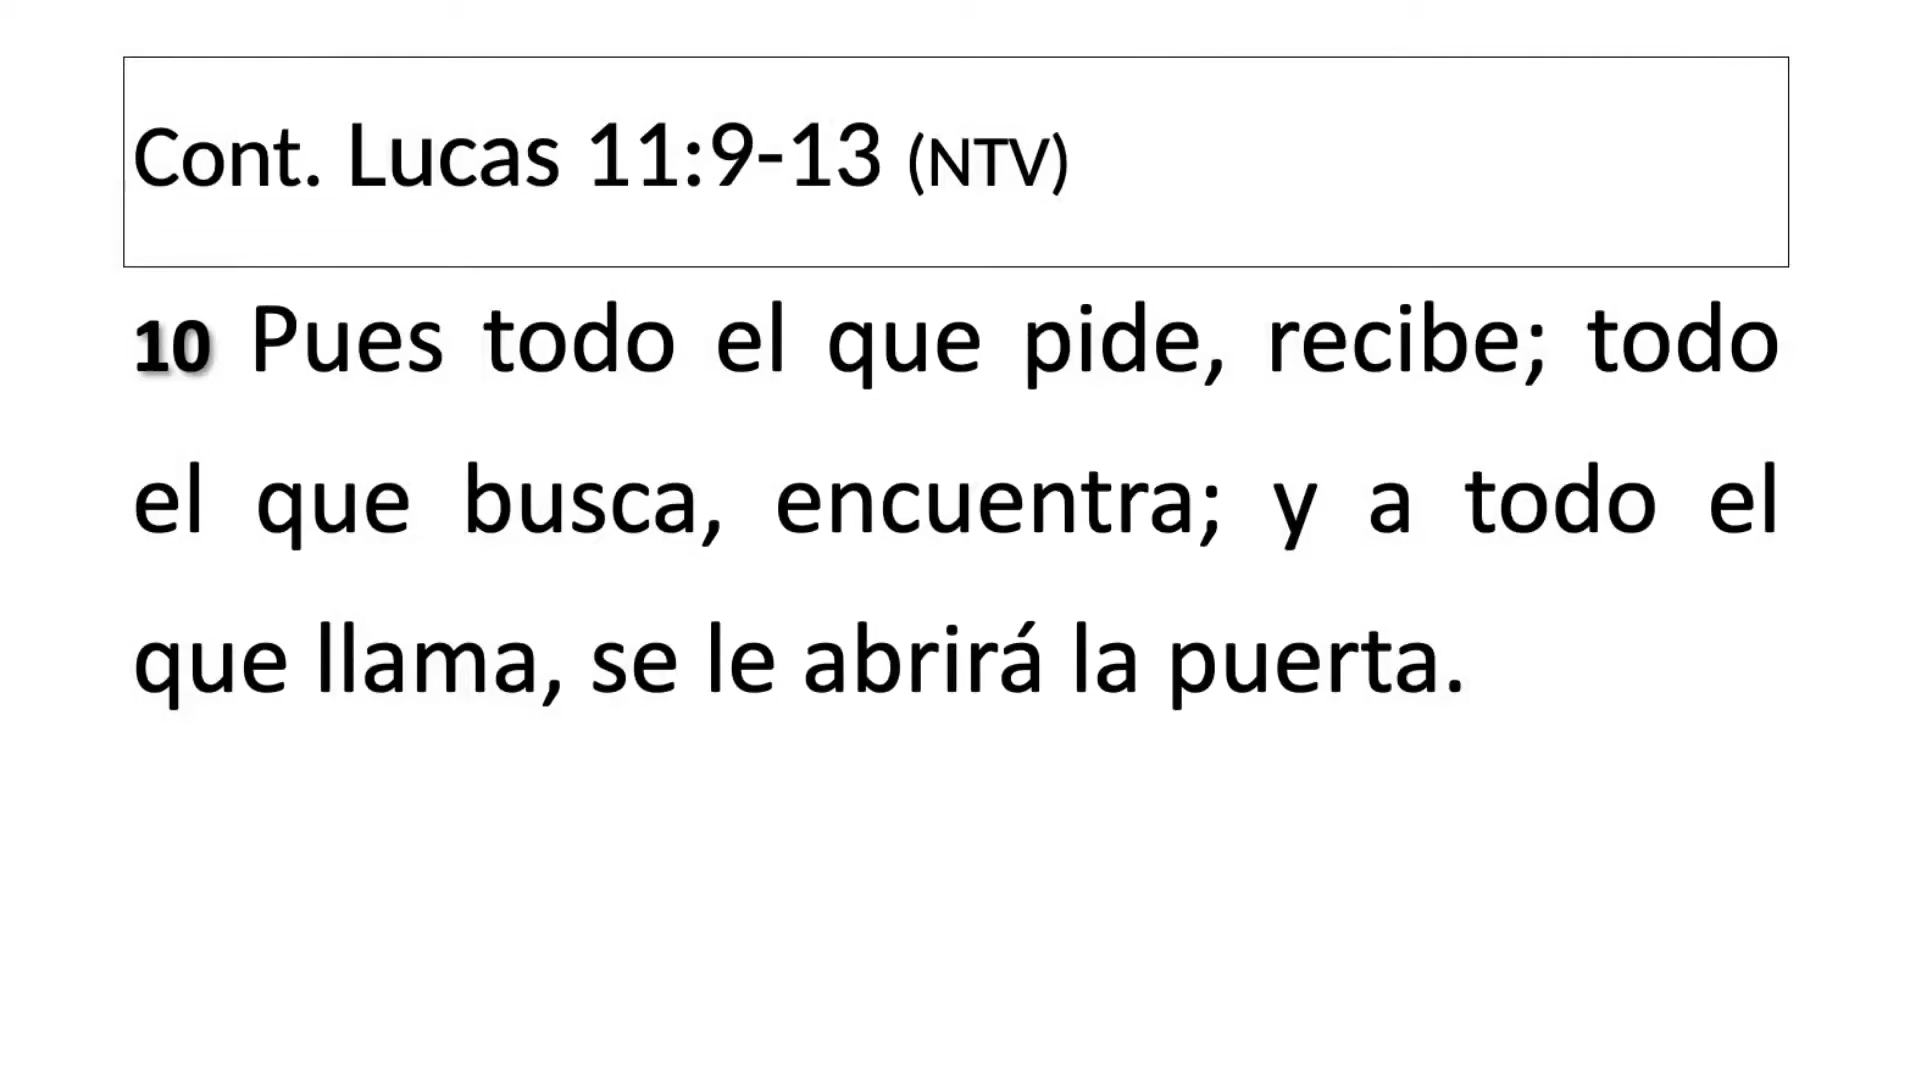 Cont. Lucas 11:9-13 (NTV)
10 Pues todo el que pide, recibe; todo
el que busca, encuentra; y a todo el
que llama, se le abrirá la puerta.